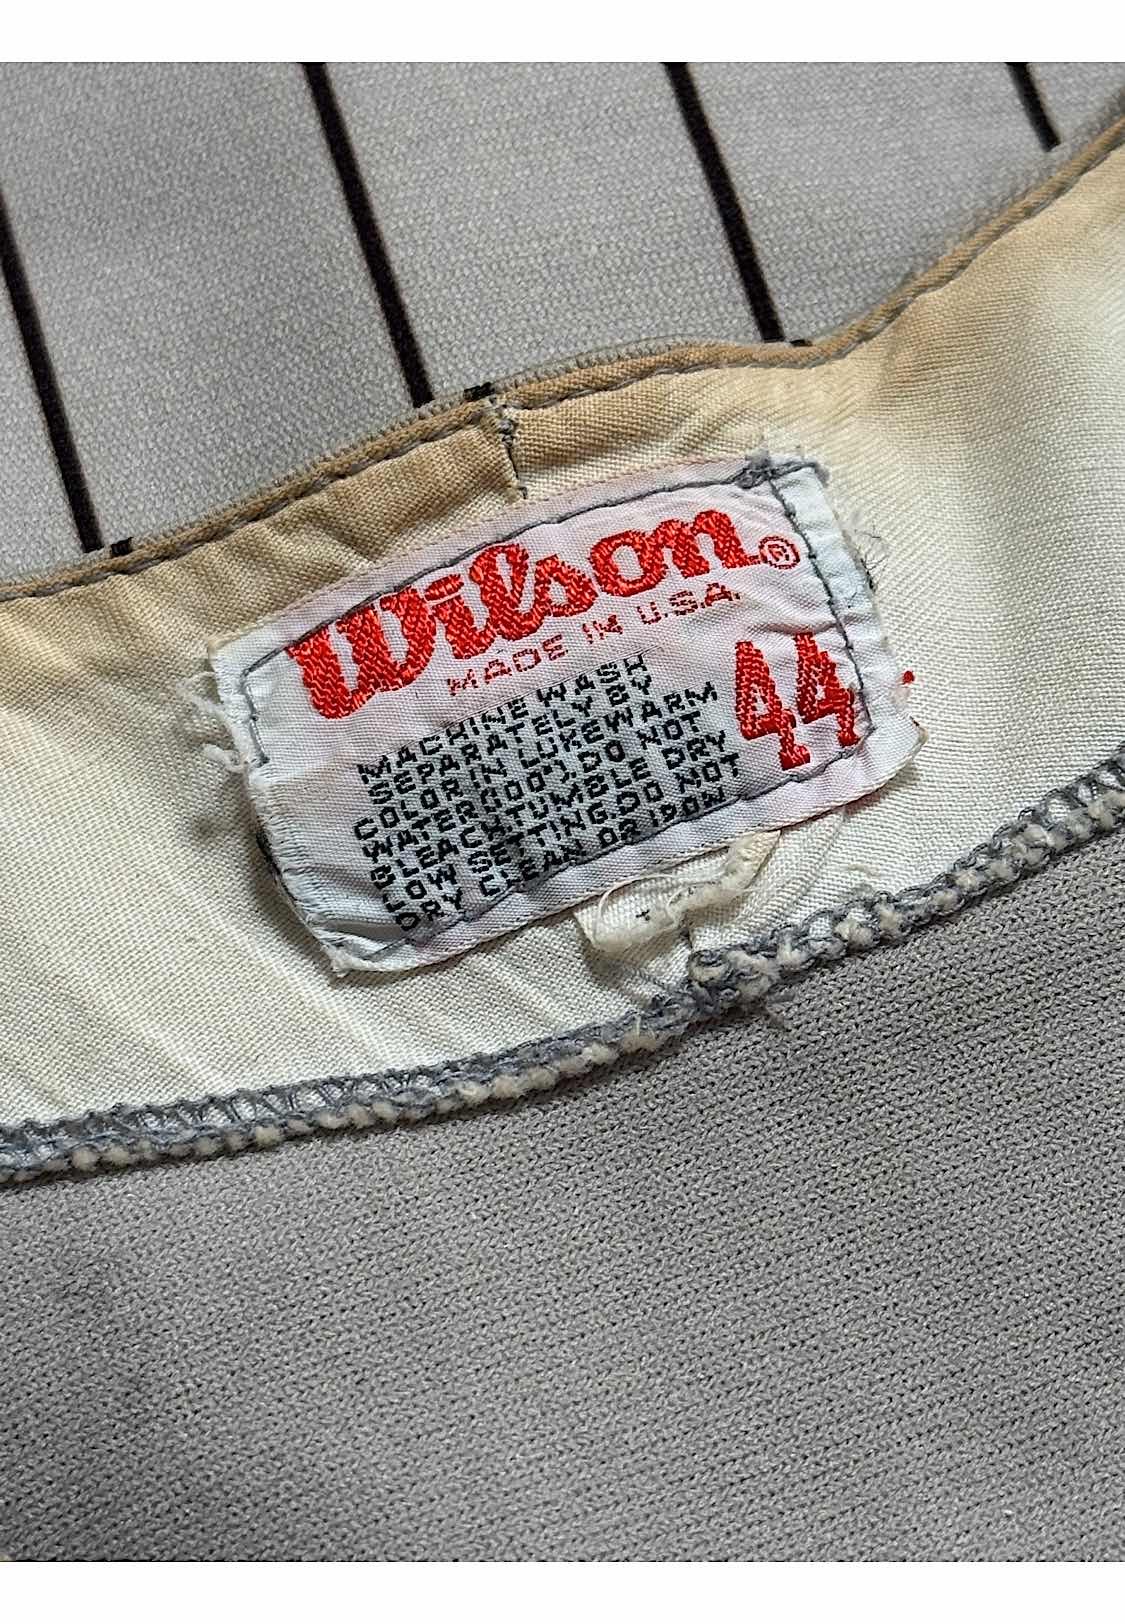 Wilson®
MADE IN U.S.A.
44
MACHINE WASH
SEPARATELY BY
COLOR IN LUKEWARM
WATER(100°).DO NOT
BLEACH.TUMBLE DRY
LOW SETTING.DO NOT
DRY CLEAN OR IRON